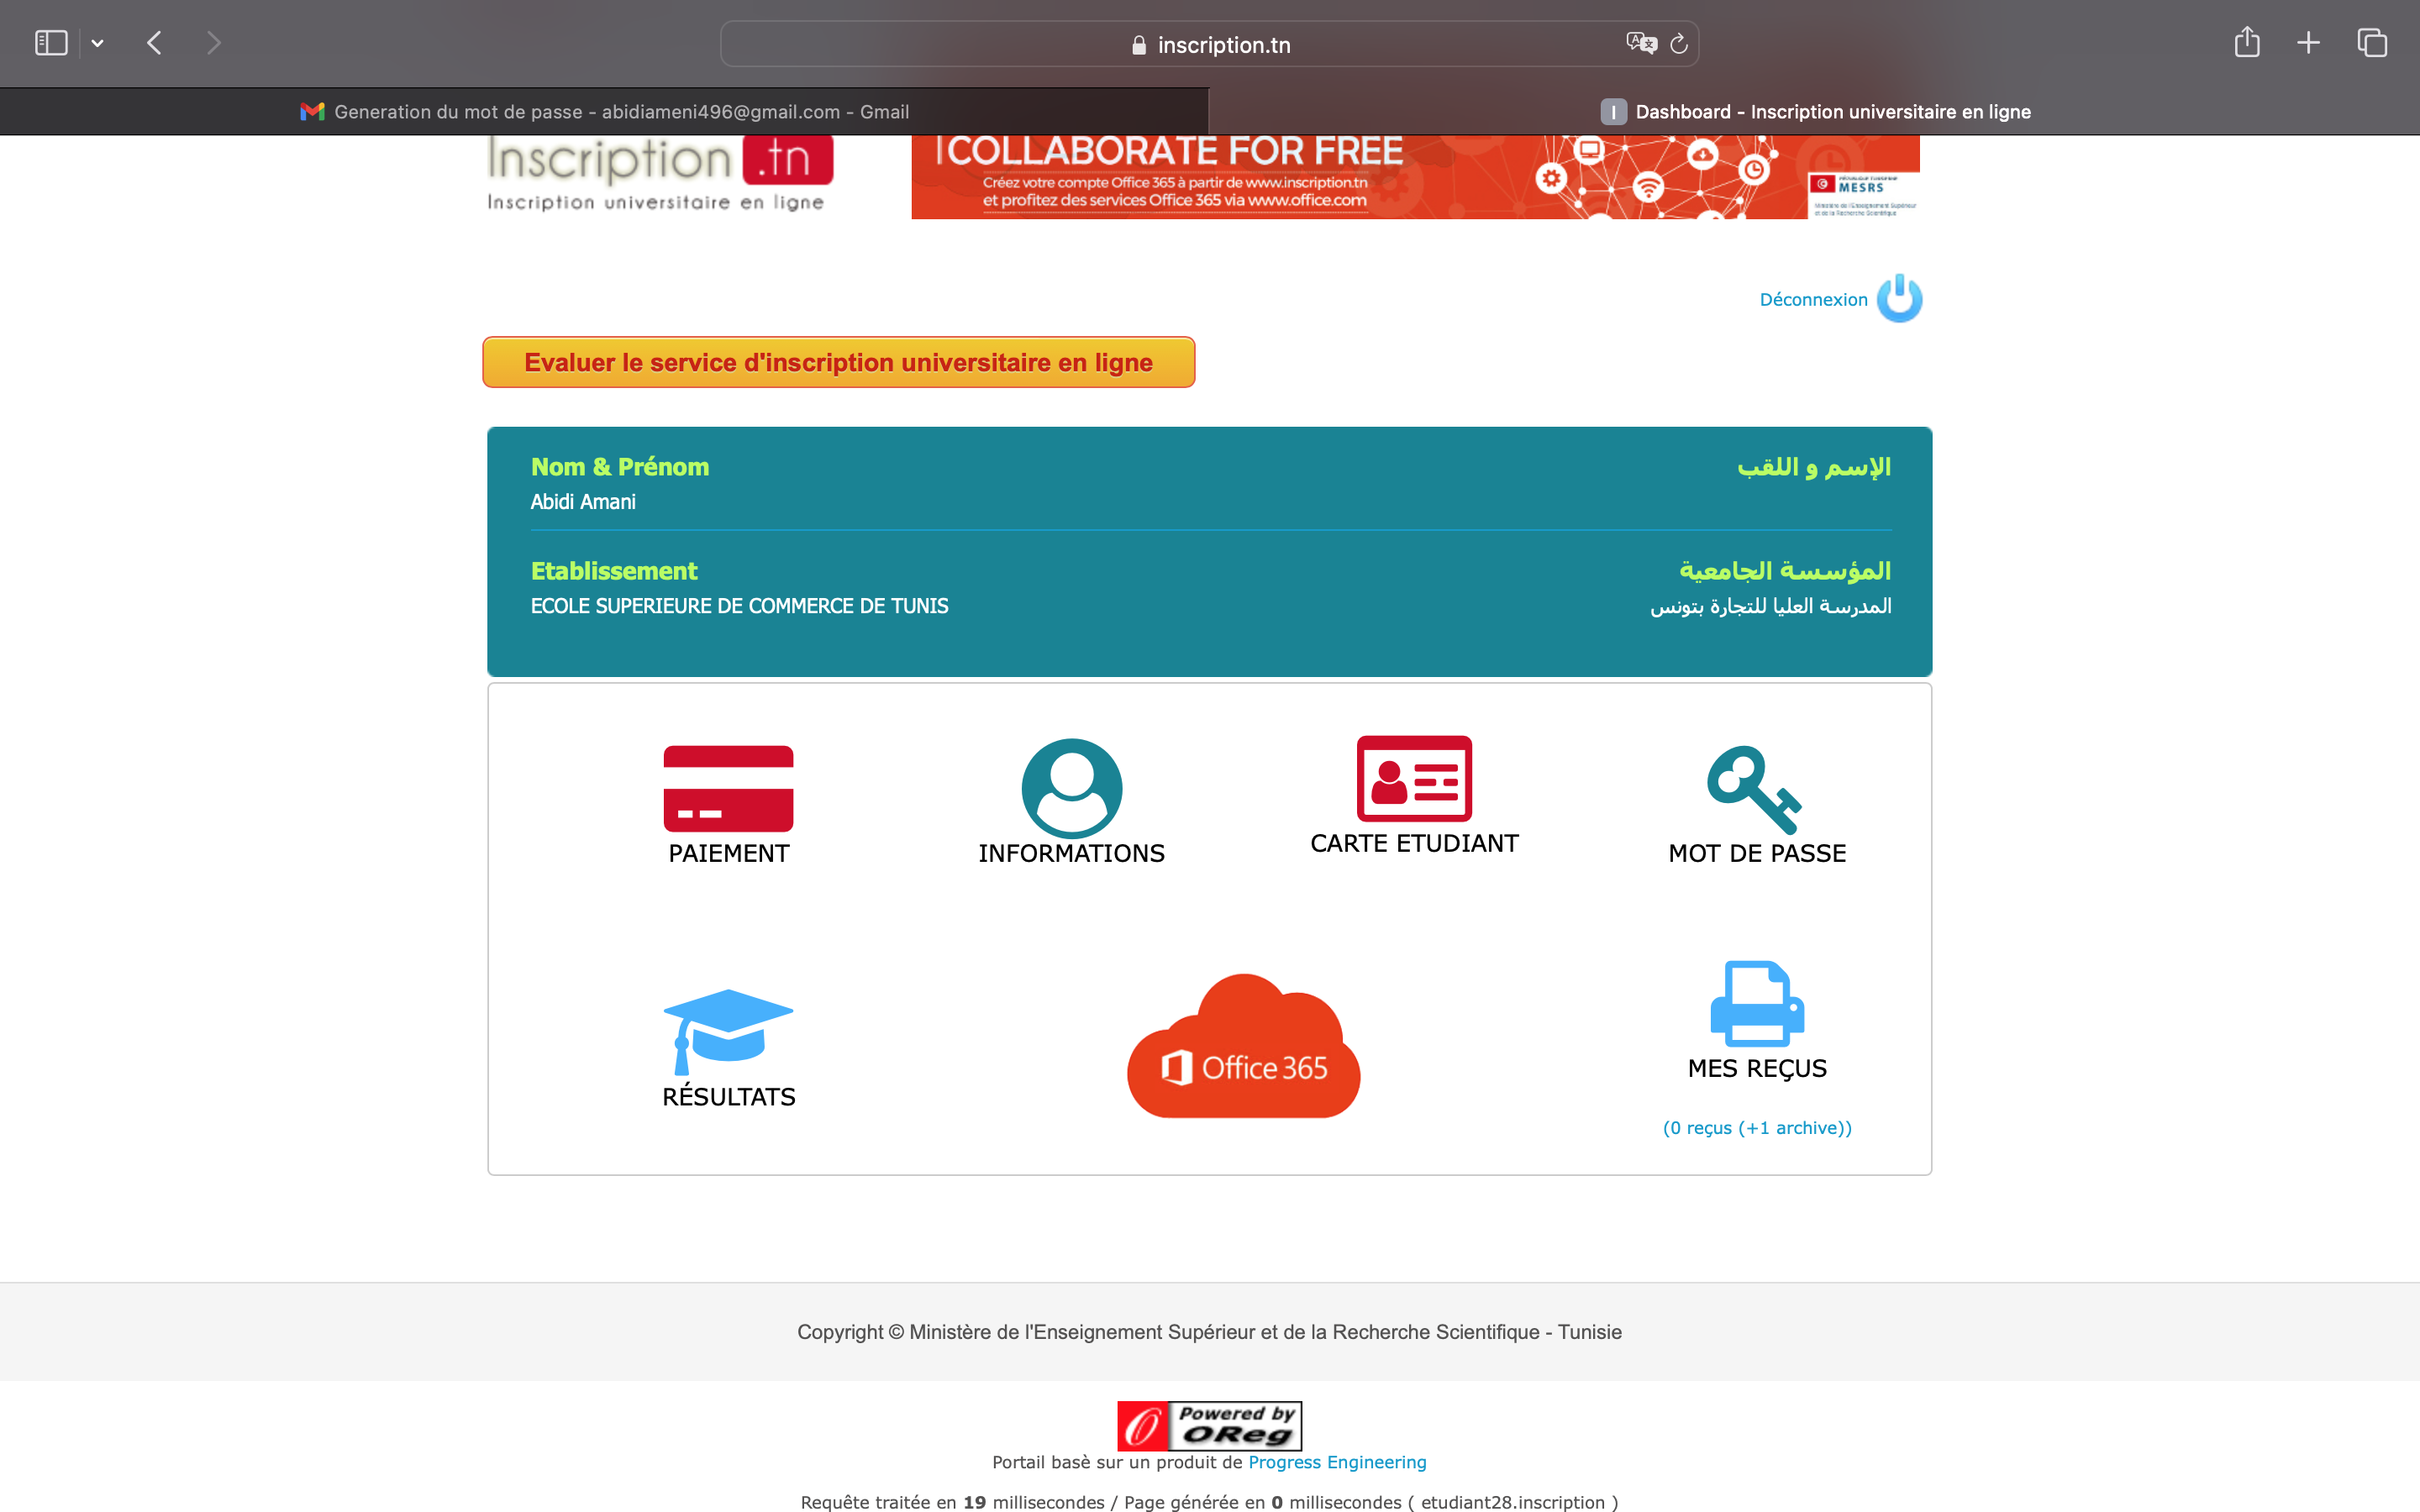 inscription.tn
Generation du mot de passe - abidiameni496@gmail.com - Gmail
I Dashboard - Inscription universitaire en ligne
Inscription .tn
Inscription universitaire en ligne
COLLABORATE FOR FREE
Créez votre compte Office 365 à partir de www.inscription.tn
et profitez des services Office 365 via www.office.com
MESRS
Déconnexion
Evaluer le service d'inscription universitaire en ligne
Nom & Prénom
الإسم و اللقب
Abidi Amani
Etablissement
المؤسسة الجامعية
ECOLE SUPERIEURE DE COMMERCE DE TUNIS
المدرسة العليا للتجارة بتونس
PAIEMENT
INFORMATIONS
CARTE ETUDIANT
MOT DE PASSE
RÉSULTATS
Office 365
MES REÇUS
(0 reçus (+1 archive))
Copyright © Ministère de l'Enseignement Supérieur et de la Recherche Scientifique - Tunisie
Powered by
OReg
Portail basè sur un produit de Progress Engineering
Requête traitée en 19 millisecondes / Page générée en 0 millisecondes ( etudiant28.inscription )